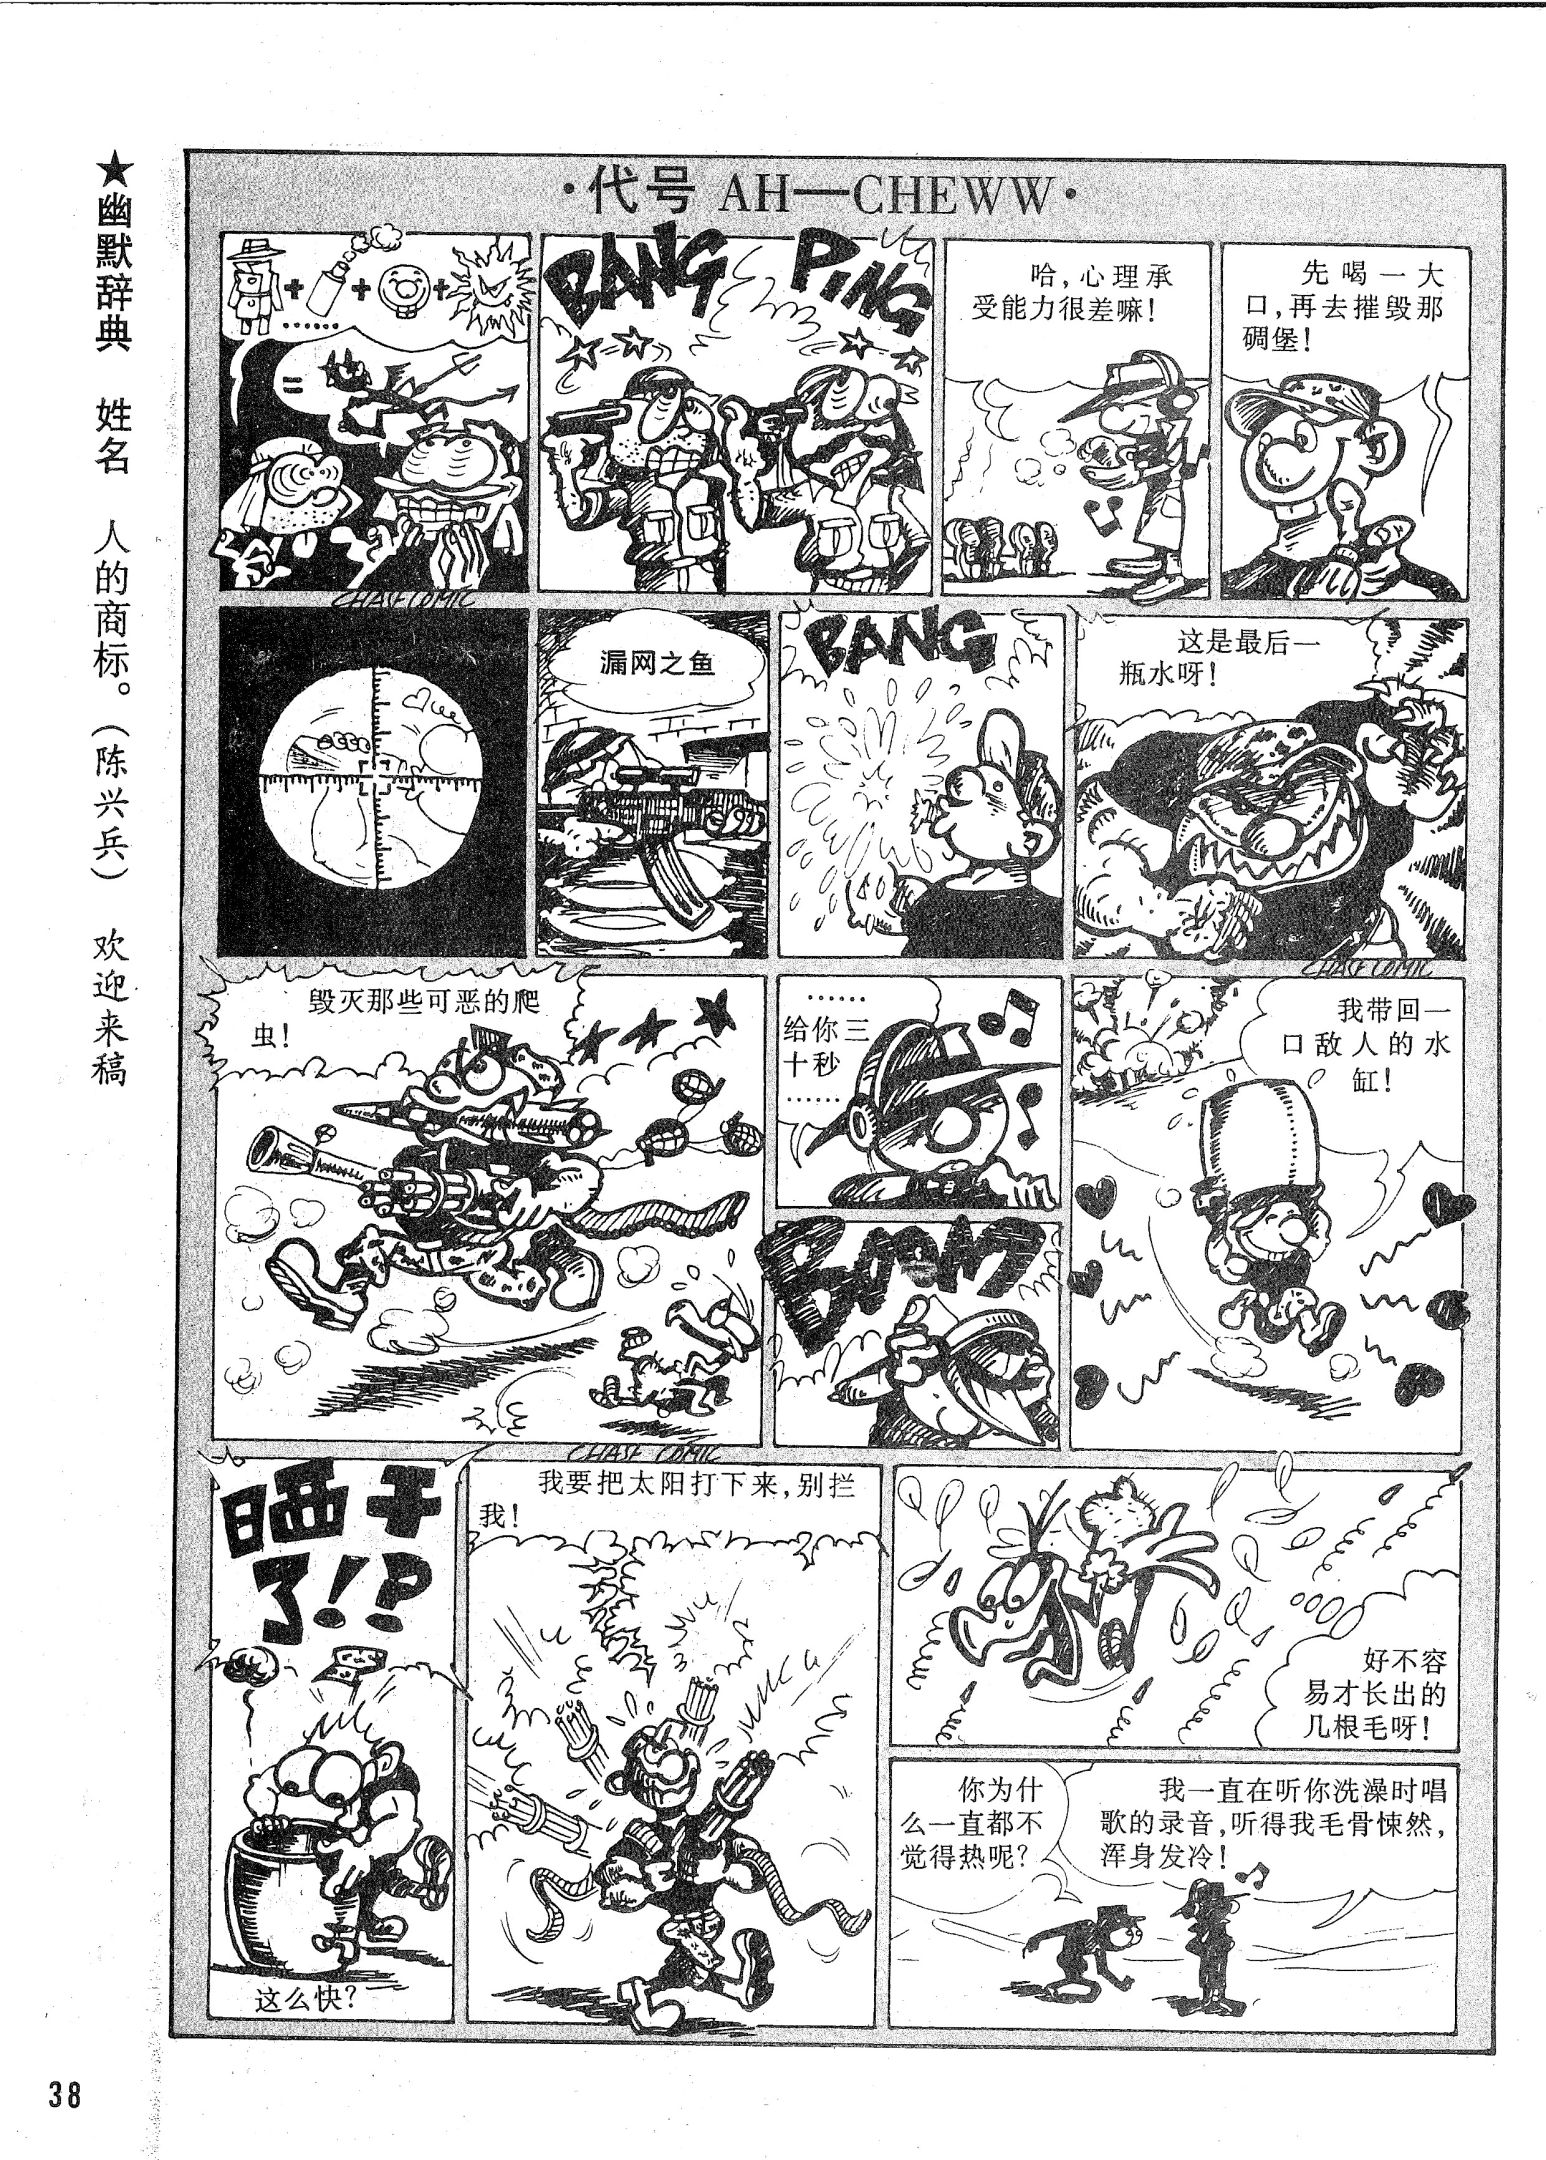 ·代号 AH—CHEWW·
BANG
PING
哈,心理承
受能力很差嘛!
先喝一大
口,再去摧毁那
碉堡!
CHASE COMIC
漏网之鱼
BANG
这是最后一
瓶水呀!
CHASE COMIC
毁灭那些可恶的爬
虫!
……
给你三
十秒
……
BOOM
我带回一
口敌人的水
缸!
CHASE COMIC
晒干
了!?
这么快?
我要把太阳打下来,别拦
我!
好不容
易才长出的
几根毛呀!
你为什
么一直都不
觉得热呢?
我一直在听你洗澡时唱
歌的录音,听得我毛骨悚然,
浑身发冷!
★幽默辞典 姓名 人的商标。(陈兴兵) 欢迎来稿
38